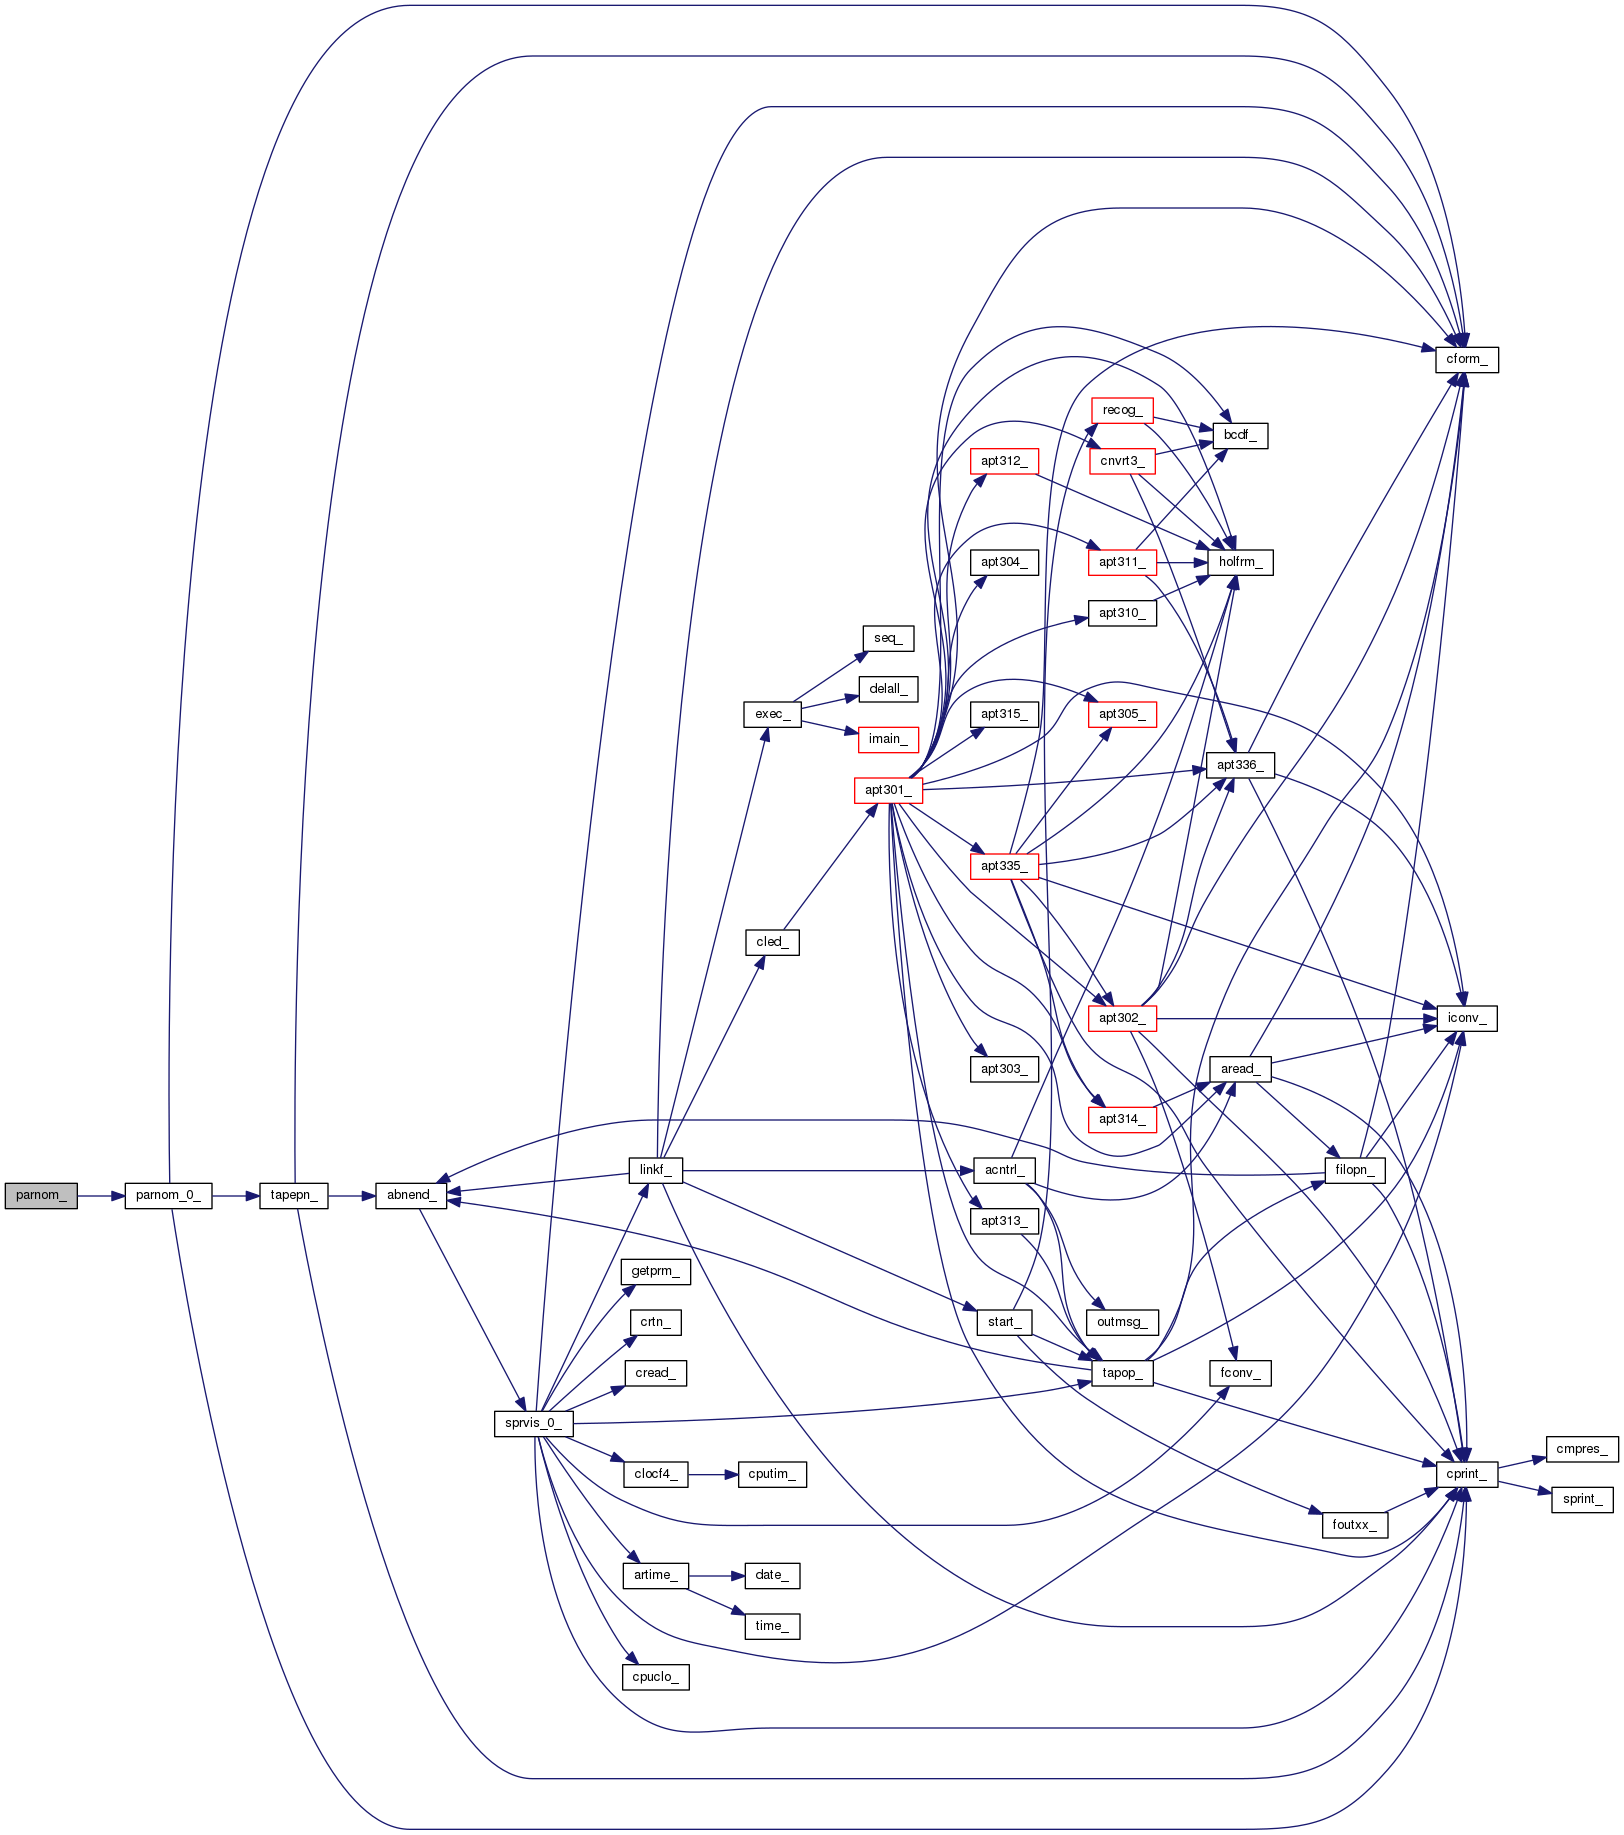 parnom_
parnom_0_
tapepn_
abnend_
sprvis_0_
linkf_
getprm_
crtn_
cread_
clocf4_
artime_
cpuclo_
exec_
cled_
cputim_
date_
time_
seq_
delall_
imain_
apt301_
apt312_
apt304_
apt315_
apt335_
apt303_
acntrl_
apt313_
start_
recog_
cnvrt3_
apt311_
apt310_
apt305_
apt302_
apt314_
outmsg_
tapop_
bcdf_
holfrm_
apt336_
aread_
fconv_
filopn_
foutxx_
cform_
iconv_
cprint_
cmpres_
sprint_